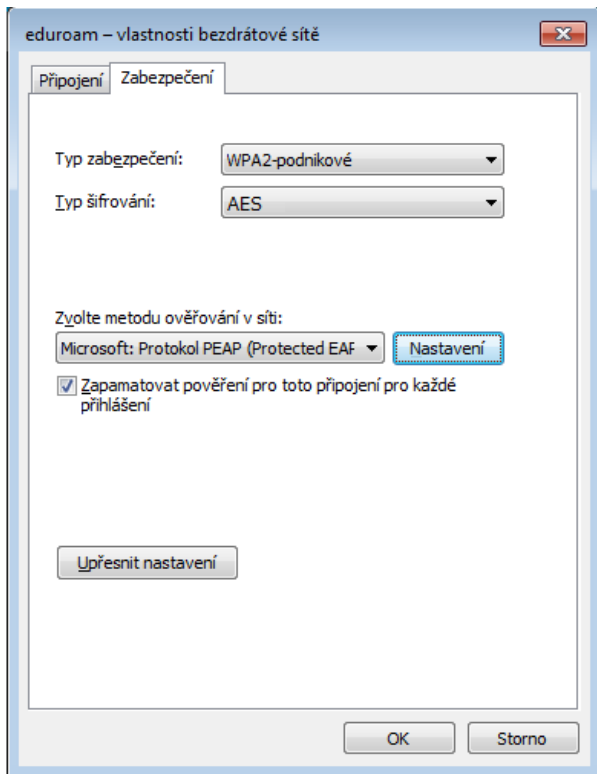 eduroam – vlastnosti bezdrátové sítě
Připojení Zabezpečení
Typ zabezpečení: WPA2-podnikové
Typ šifrování: AES
Zvolte metodu ověřování v síti:
Microsoft: Protokol PEAP (Protected EAP Nastavení
Zapamatovat pověření pro toto připojení pro každé
přihlášení
Upřesnit nastavení
OK Storno